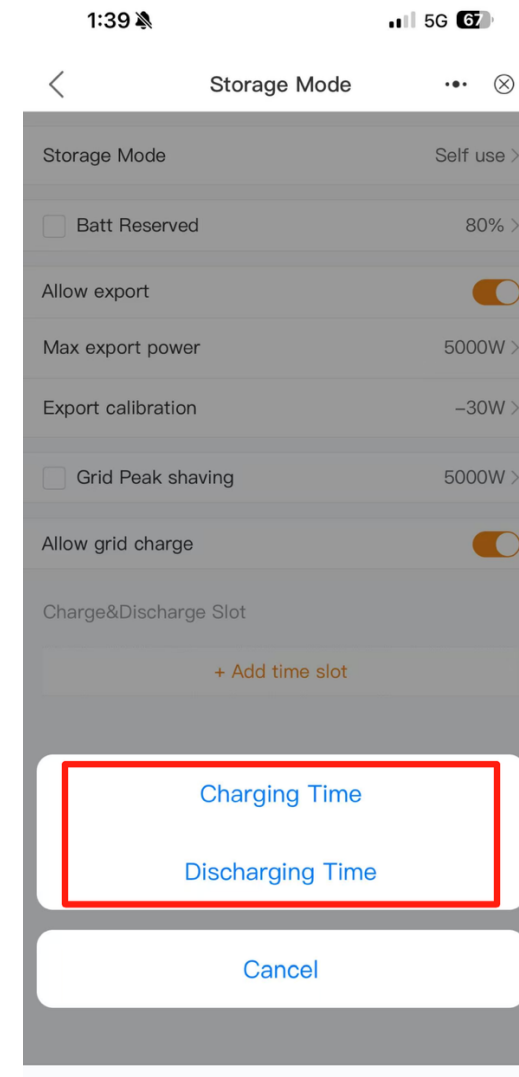 1:39 5G 67
Storage Mode
Storage Mode Self use
Batt Reserved 80%
Allow export
Max export power 5000W
Export calibration -30W
Grid Peak shaving 5000W
Allow grid charge
Charge&Discharge Slot
+ Add time slot
Charging Time
Discharging Time
Cancel